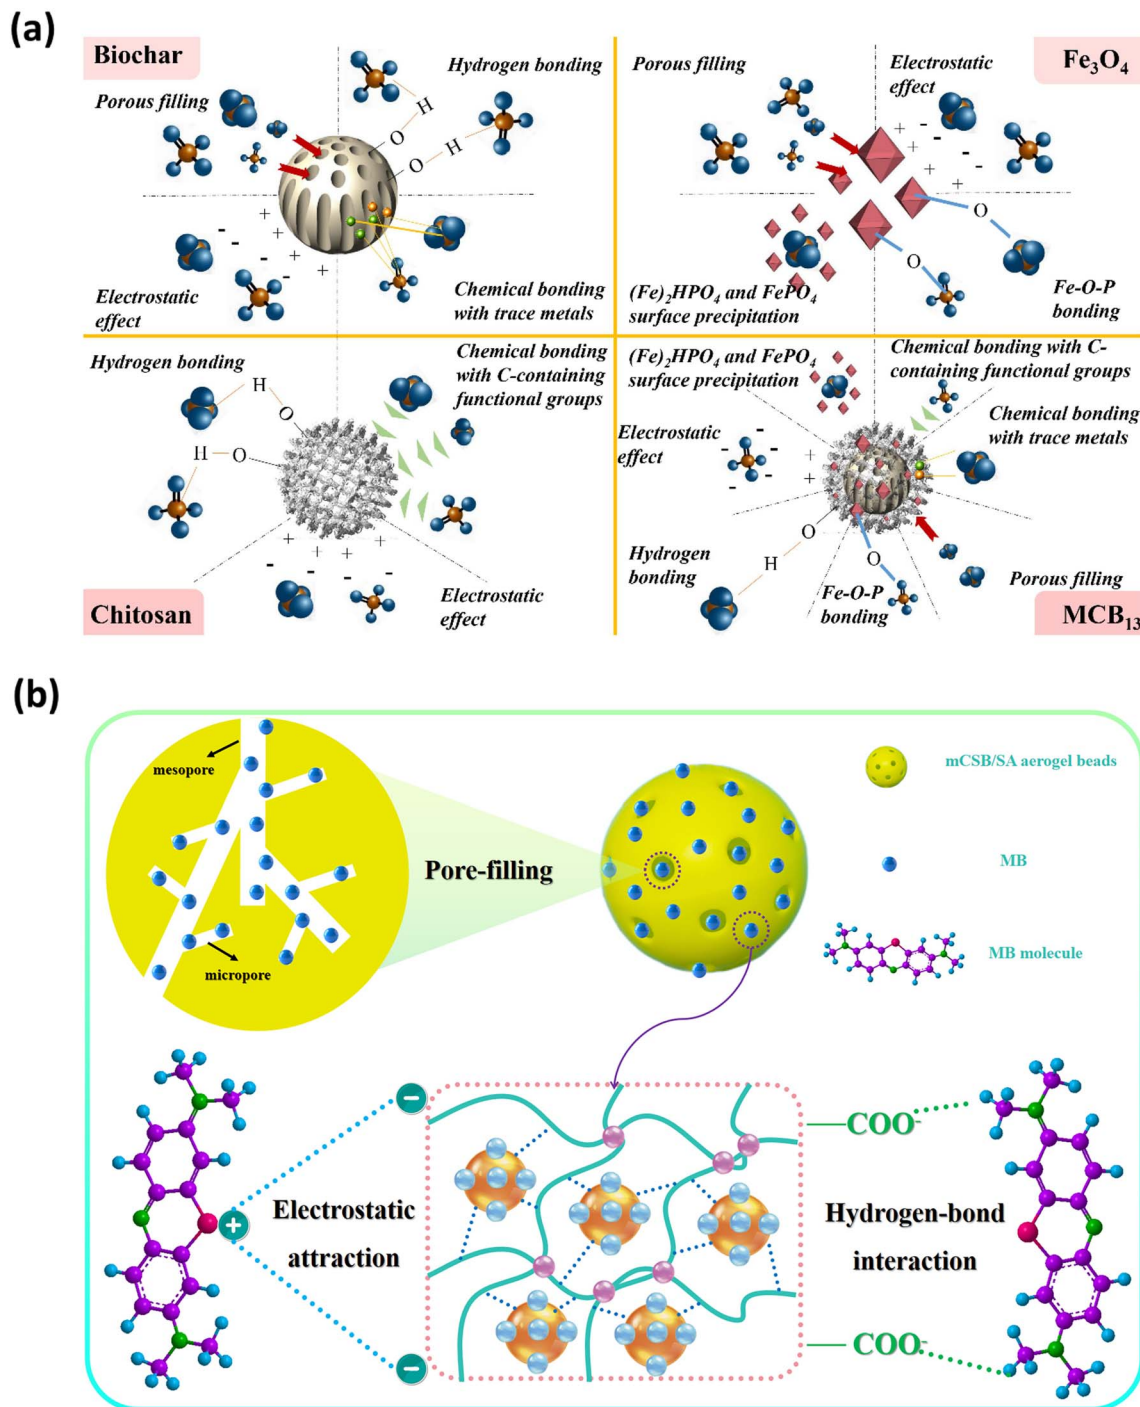 (a)
Biochar
Porous filling
Hydrogen bonding
H
O
O
H
+
+
+
+
+
-
-
-
-
-
Electrostatic
effect
Chemical bonding
with trace metals
Fe₃O₄
Porous filling
Electrostatic
effect
+
+
+
+
+
-
-
-
-
O
O
(Fe)₂HPO₄ and FePO₄
surface precipitation
Fe-O-P
bonding
Hydrogen bonding
Chemical bonding
with C-containing
functional groups
H
O
H
O
+
+
+
+
+
-
-
-
-
-
Electrostatic
effect
Chitosan
(Fe)₂HPO₄ and FePO₄
surface precipitation
Chemical bonding with C-
containing functional groups
Chemical bonding
with trace metals
Electrostatic
effect
-
-
-
-
-
-
+
+
O
H
O
Hydrogen
bonding
Fe-O-P
bonding
Porous filling
MCB₁₃
(b)
mesopore
micropore
Pore-filling
mCSB/SA aerogel beads
MB
MB molecule
−
+
−
Electrostatic
attraction
—COO⁻
Hydrogen-bond
interaction
—COO⁻